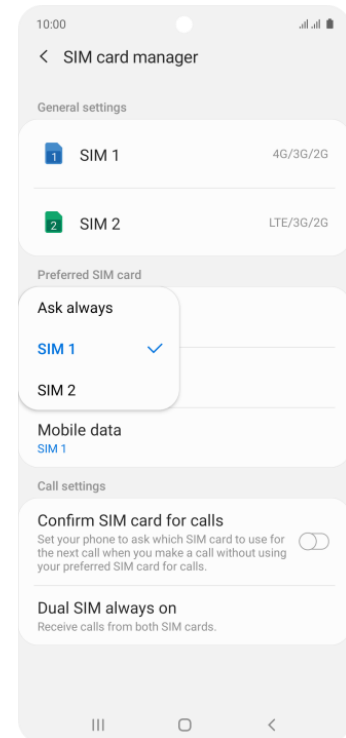 10:00
SIM card manager
General settings
1 SIM 1 4G/3G/2G
2 SIM 2 LTE/3G/2G
Preferred SIM card
Ask always
SIM 1
SIM 2
Mobile data
SIM 1
Call settings
Confirm SIM card for calls
Set your phone to ask which SIM card to use for
the next call when you make a call without using
your preferred SIM card for calls.
Dual SIM always on
Receive calls from both SIM cards.